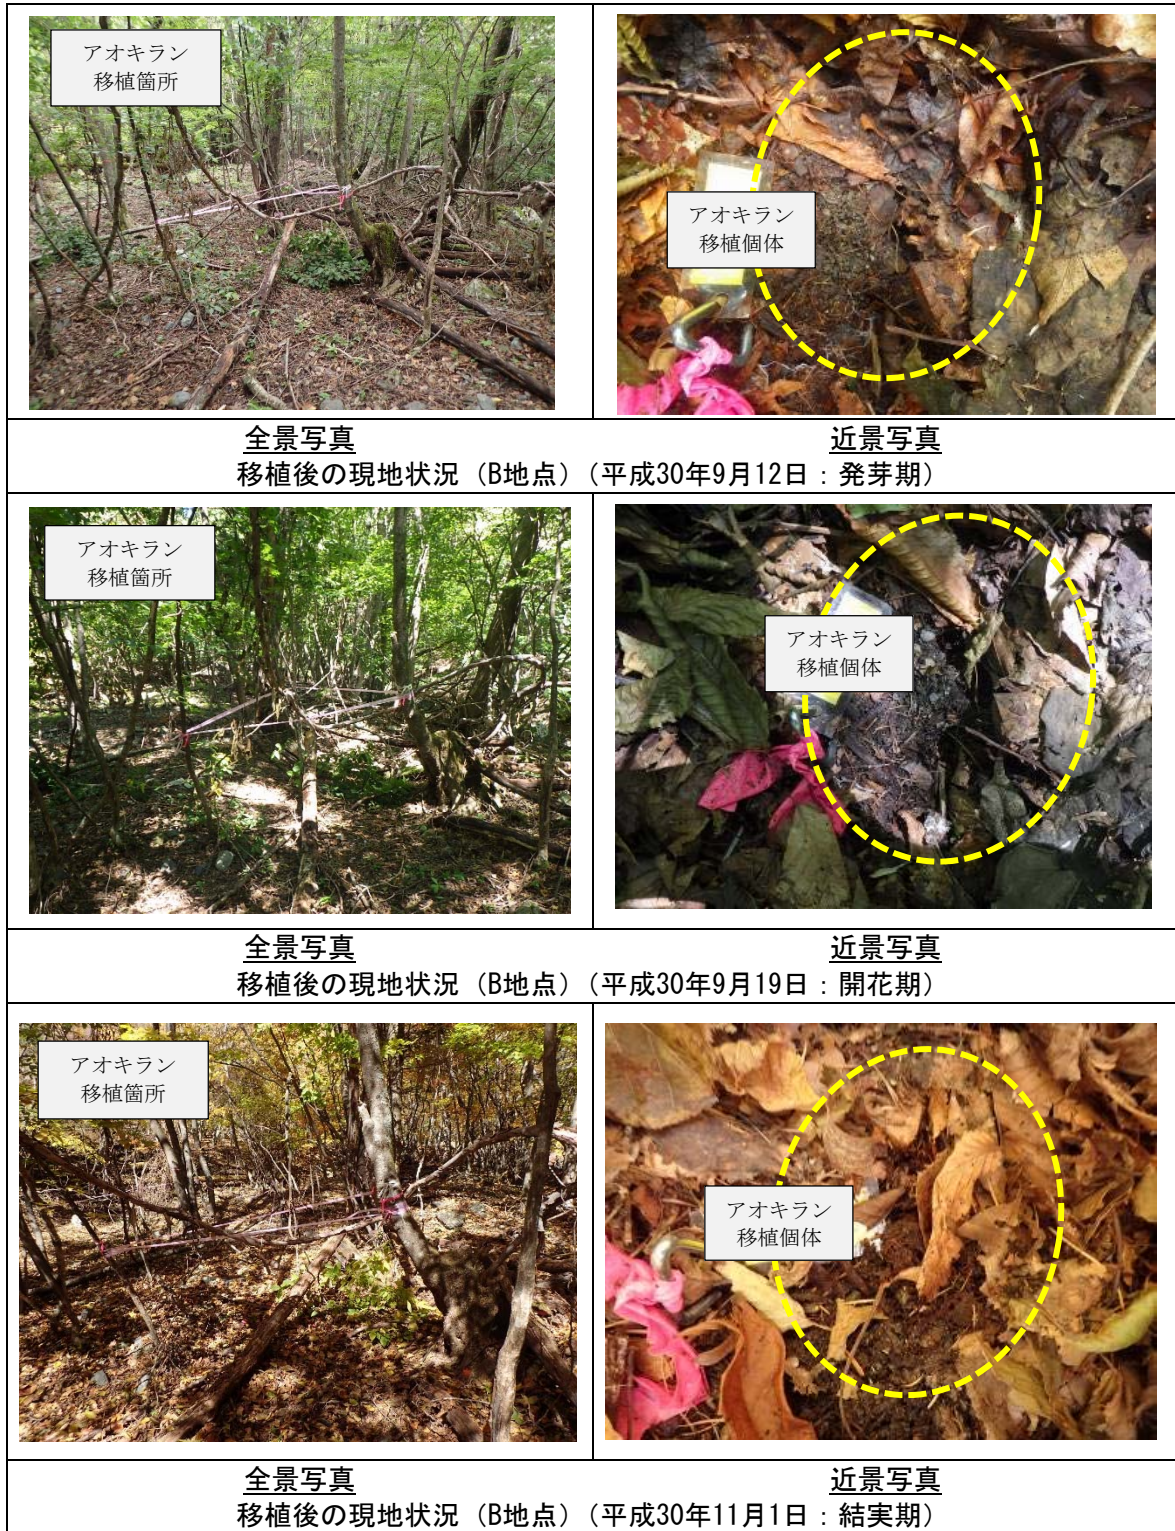 アオキラン
移植箇所
アオキラン
移植個体
全景写真
近景写真
移植後の現地状況（B地点）（平成30年9月12日：発芽期）
アオキラン
移植箇所
アオキラン
移植個体
全景写真
近景写真
移植後の現地状況（B地点）（平成30年9月19日：開花期）
アオキラン
移植箇所
アオキラン
移植個体
全景写真
近景写真
移植後の現地状況（B地点）（平成30年11月1日：結実期）